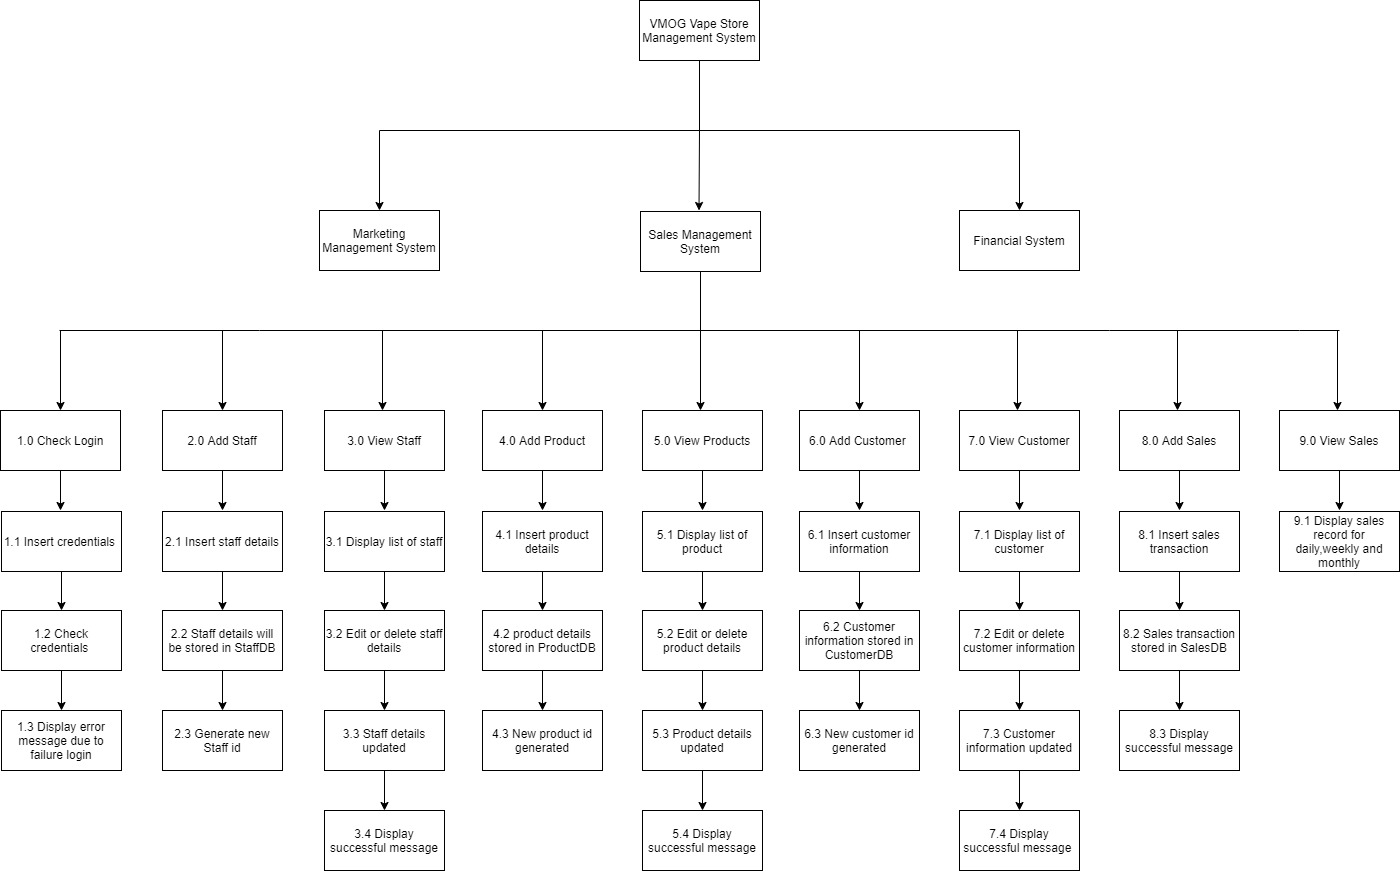 VMOG Vape Store
Management System
Marketing
Management System
Sales Management
System
Financial System
1.0 Check Login
2.0 Add Staff
3.0 View Staff
4.0 Add Product
5.0 View Products
6.0 Add Customer
7.0 View Customer
8.0 Add Sales
9.0 View Sales
1.1 Insert credentials
2.1 Insert staff details
3.1 Display list of staff
4.1 Insert product
details
5.1 Display list of
product
6.1 Insert customer
information
7.1 Display list of
customer
8.1 Insert sales
transaction
9.1 Display sales
record for
daily,weekly and
monthly
1.2 Check
credentials
2.2 Staff details will
be stored in StaffDB
3.2 Edit or delete staff
details
4.2 product details
stored in ProductDB
5.2 Edit or delete
product details
6.2 Customer
information stored in
CustomerDB
7.2 Edit or delete
customer information
8.2 Sales transaction
stored in SalesDB
1.3 Display error
message due to
failure login
2.3 Generate new
Staff id
3.3 Staff details
updated
4.3 New product id
generated
5.3 Product details
updated
6.3 New customer id
generated
7.3 Customer
information updated
8.3 Display
successful message
3.4 Display
successful message
5.4 Display
successful message
7.4 Display
successful message